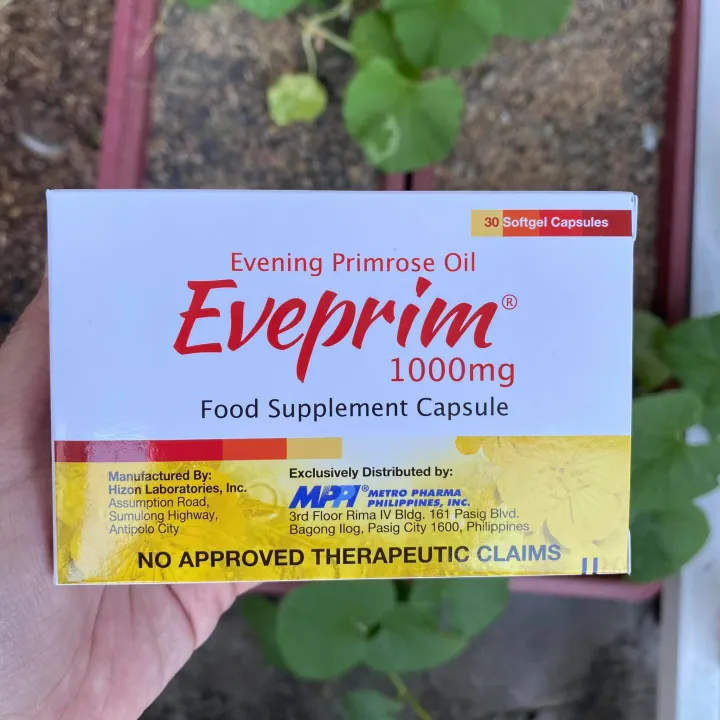 30 Softgel Capsules
Evening Primrose Oil
Eveprim®
1000mg
Food Supplement Capsule
Manufactured By:
Hizon Laboratories, Inc.
Assumption Road,
Sumulong Highway,
Antipolo City
Exclusively Distributed by:
MPPI® METRO PHARMA
PHILIPPINES, INC.
3rd Floor Rima IV Bldg. 161 Pasig Blvd.
Bagong Ilog, Pasig City 1600, Philippines
NO APPROVED THERAPEUTIC CLAIMS